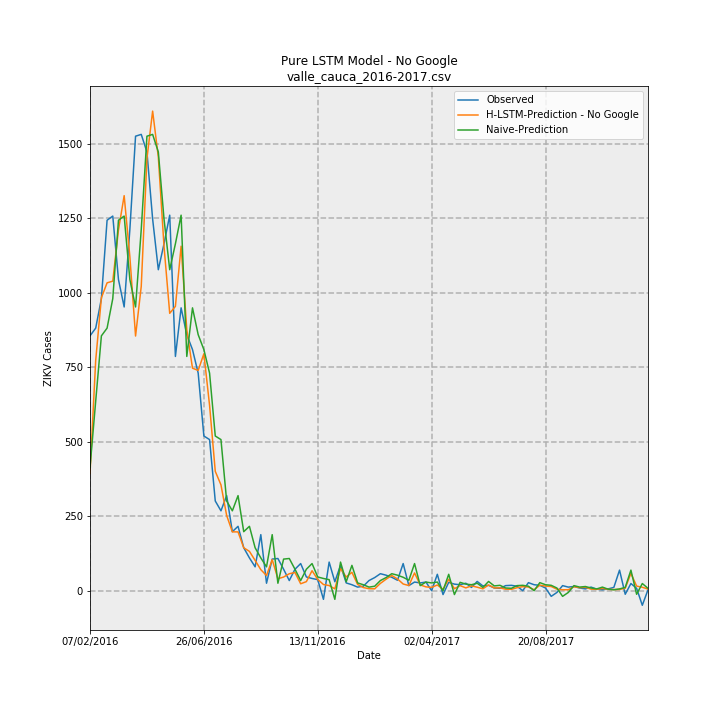 Pure LSTM Model - No Google
valle_cauca_2016-2017.csv
Observed
H-LSTM-Prediction - No Google
Naive-Prediction
ZIKV Cases
1500
1250
1000
750
500
250
0
07/02/2016 26/06/2016 13/11/2016 02/04/2017 20/08/2017
Date